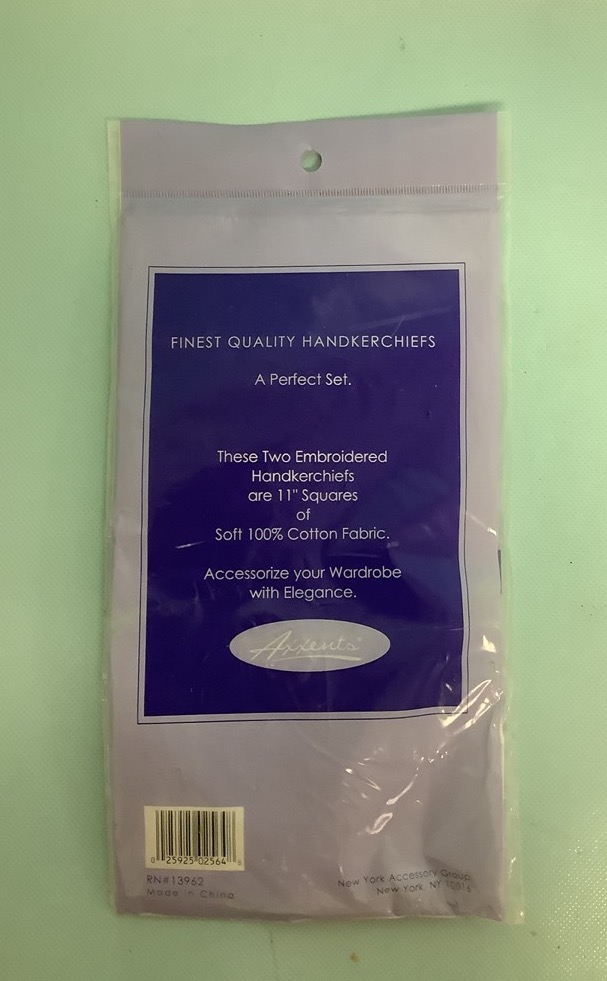 FINEST QUALITY HANDKERCHIEFS
A Perfect Set.
These Two Embroidered
Handkerchiefs
are 11" Squares
of
Soft 100% Cotton Fabric.
Accessorize your Wardrobe
with Elegance.
Axxents
0 25925 02564 8
RN#13962
Made in China
New York Accessory Group
New York, NY 10016